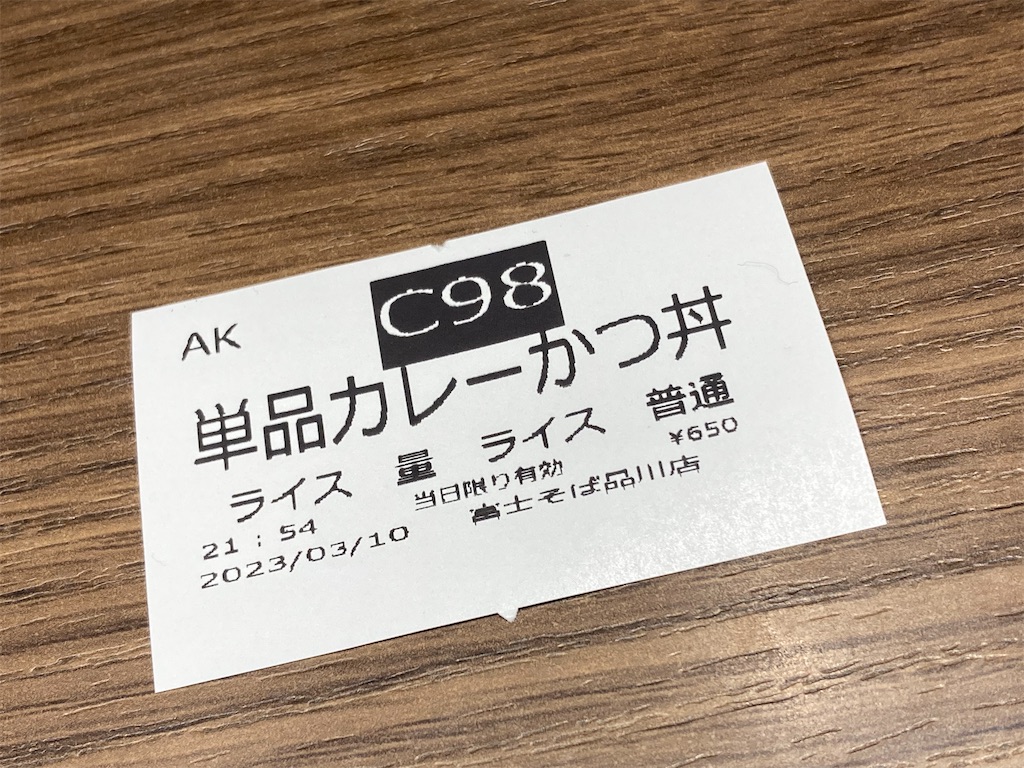 AK
C98
単品カレーかつ丼
ライス 量 ライス 普通
21:54 当日限り有効 ¥650
2023/03/10 富士そば品川店